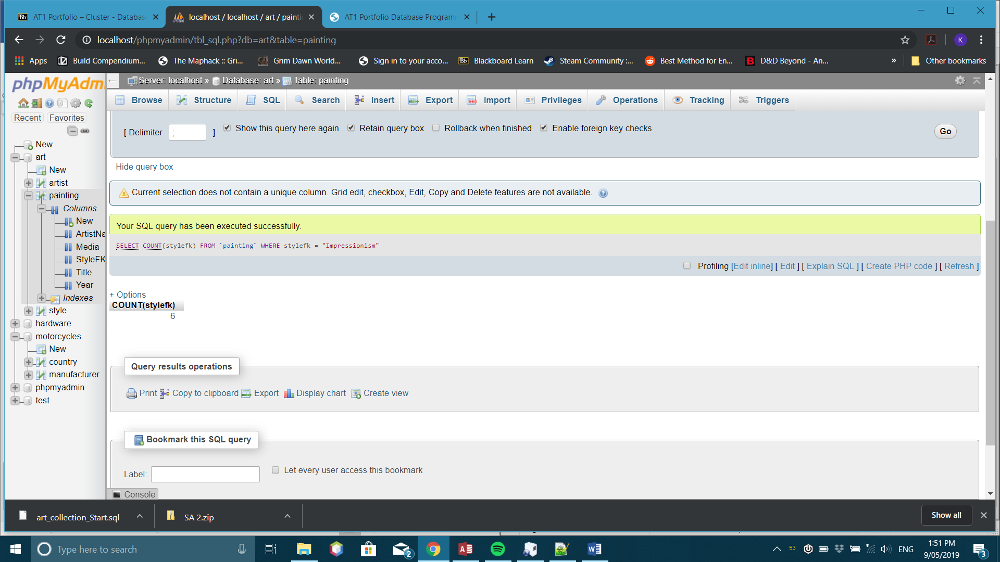 AT1 Portfolio – Cluster - Databas
localhost / localhost / art / painti
AT1 Portfolio Database Programm
localhost/phpmyadmin/tbl_sql.php?db=art&table=painting
K
Apps
Build Compendium...
The Maphack :: Gri...
Grim Dawn World...
Sign in to your acco...
Blackboard Learn
Steam Community :...
Best Method for En...
D&D Beyond - An...
»
Other bookmarks
phpMyAdm
Server: localhost » Database: art » Table: painting
Browse
Structure
SQL
Search
Insert
Export
Import
Privileges
Operations
Tracking
Triggers
Recent
Favorites
New
art
New
artist
painting
Columns
New
ArtistNa
Media
StyleFK
Title
Year
Indexes
style
hardware
motorcycles
New
country
manufacturer
phpmyadmin
test
[ Delimiter ; ]
Show this query here again
Retain query box
Rollback when finished
Enable foreign key checks
Go
Hide query box
Current selection does not contain a unique column. Grid edit, checkbox, Edit, Copy and Delete features are not available.
Your SQL query has been executed successfully.
SELECT COUNT(stylefk) FROM `painting` WHERE stylefk = "Impressionism"
Profiling [Edit inline] [ Edit ] [ Explain SQL ] [ Create PHP code ] [ Refresh ]
+ Options
COUNT(stylefk)
6
Query results operations
Print
Copy to clipboard
Export
Display chart
Create view
Bookmark this SQL query
Label:
Let every user access this bookmark
Console
art_collection_Start.sql
SA 2.zip
Show all
Type here to search
2
53
ENG
1:51 PM
9/05/2019
3